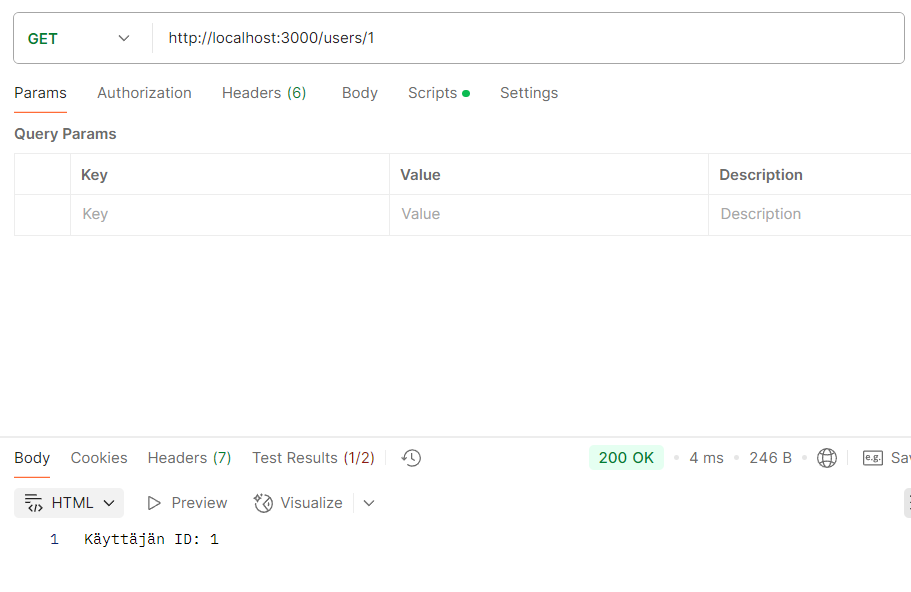 GET http://localhost:3000/users/1
Params Authorization Headers (6) Body Scripts Settings
Query Params
Key Value Description
Key Value Description
Body Cookies Headers (7) Test Results (1/2) 200 OK 4 ms 246 B e.g. Sav
HTML Preview Visualize
1 Käyttäjän ID: 1